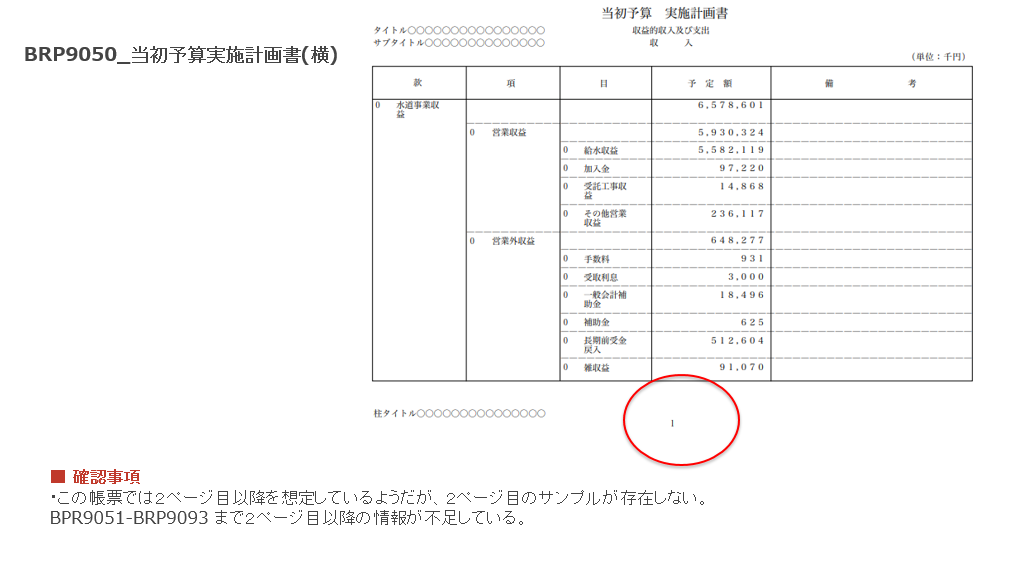 BRP9050_当初予算実施計画書(横)
当初予算　実施計画書
タイトル〇〇〇〇〇〇〇〇〇〇〇〇〇〇〇〇
収益的収入及び支出
サブタイトル〇〇〇〇〇〇〇〇〇〇〇〇〇〇
収　　入
（単位：千円）
款　項　目　予　定　額　備　考
0　水道事業収　6,578,601
益
0　営業収益　5,930,324
0　給水収益　5,582,119
0　加入金　97,220
0　受託工事収　14,868
益
0　その他営業　236,117
収益
0　営業外収益　648,277
0　手数料　931
0　受取利息　3,000
0　一般会計補　18,496
助金
0　補助金　625
0　長期前受金　512,604
戻入
0　雑収益　91,070
柱タイトル〇〇〇〇〇〇〇〇〇〇〇〇〇〇〇
1
■ 確認事項
・この帳票では２ページ目以降を想定しているようだが、２ページ目のサンプルが存在しない。
BPR9051-BRP9093 まで２ページ目以降の情報が不足している。